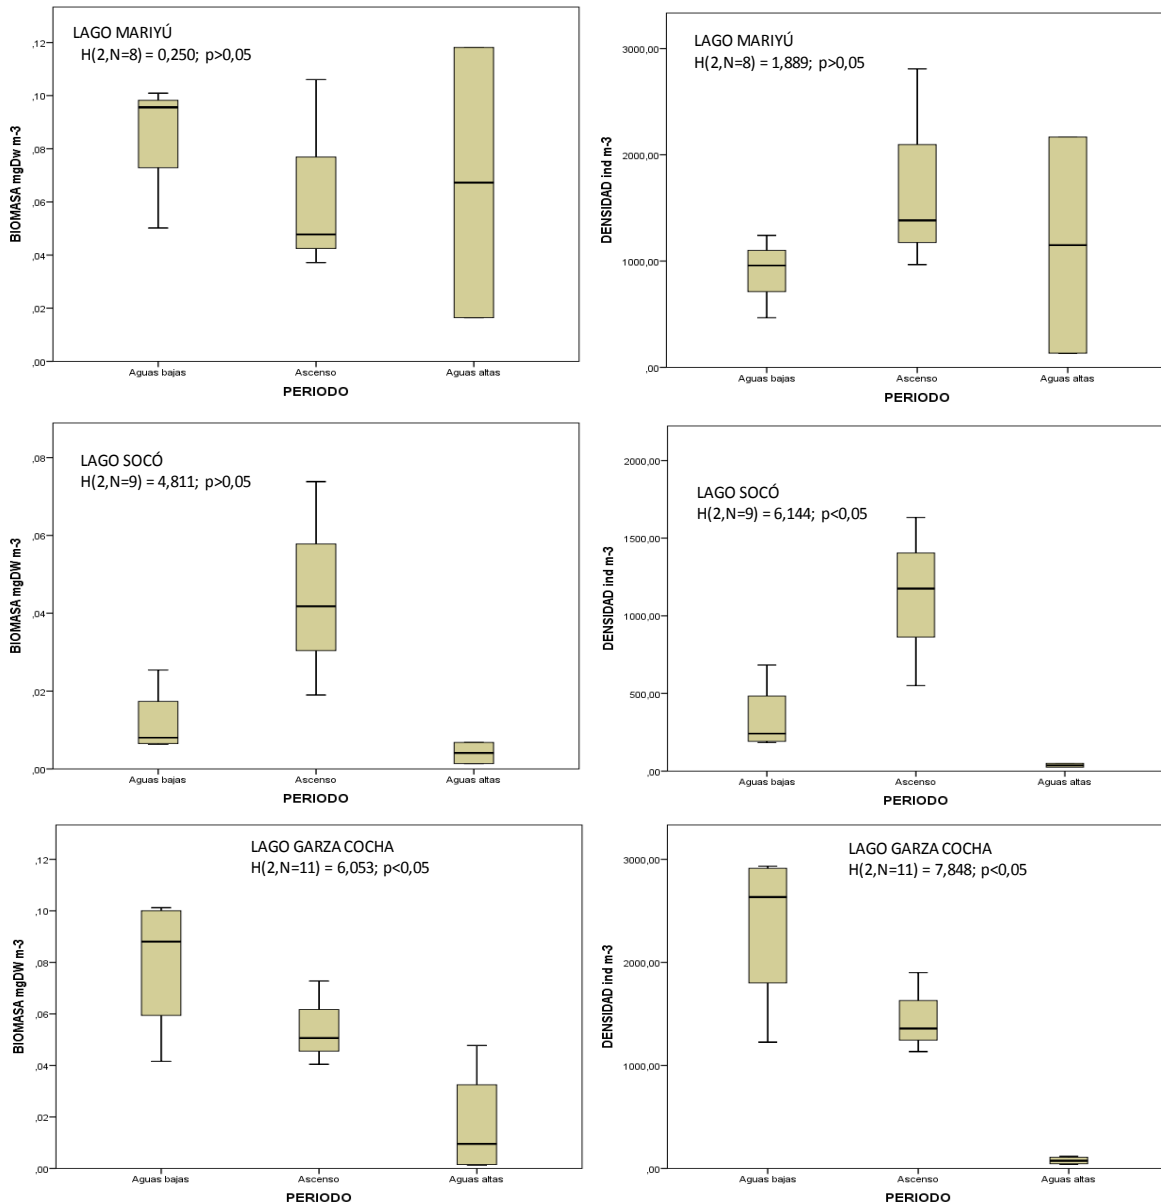 LAGO MARIYÚ
H(2,N=8) = 0,250; p>0,05
BIOMASA mgDw m-3
,12
,10
,08
,06
,04
,02
,00
Aguas bajas
Ascenso
Aguas altas
PERIODO
LAGO MARIYÚ
H(2,N=8) = 1,889; p>0,05
DENSIDAD ind m-3
3000,00
2000,00
1000,00
,00
Aguas bajas
Ascenso
Aguas altas
PERIODO
LAGO SOCÓ
H(2,N=9) = 4,811; p>0,05
BIOMASA mgDW m-3
,08
,06
,04
,02
,00
Aguas bajas
Ascenso
Aguas altas
PERIODO
LAGO SOCÓ
H(2,N=9) = 6,144; p<0,05
DENSIDAD ind m-3
2000,00
1500,00
1000,00
500,00
,00
Aguas bajas
Ascenso
Aguas altas
PERIODO
LAGO GARZA COCHA
H(2,N=11) = 6,053; p<0,05
BIOMASA mgDW m-3
,12
,10
,08
,06
,04
,02
,00
Aguas bajas
Ascenso
Aguas altas
PERIODO
LAGO GARZA COCHA
H(2,N=11) = 7,848; p<0,05
DENSIDAD ind m-3
3000,00
2000,00
1000,00
,00
Aguas bajas
Ascenso
Aguas altas
PERIODO